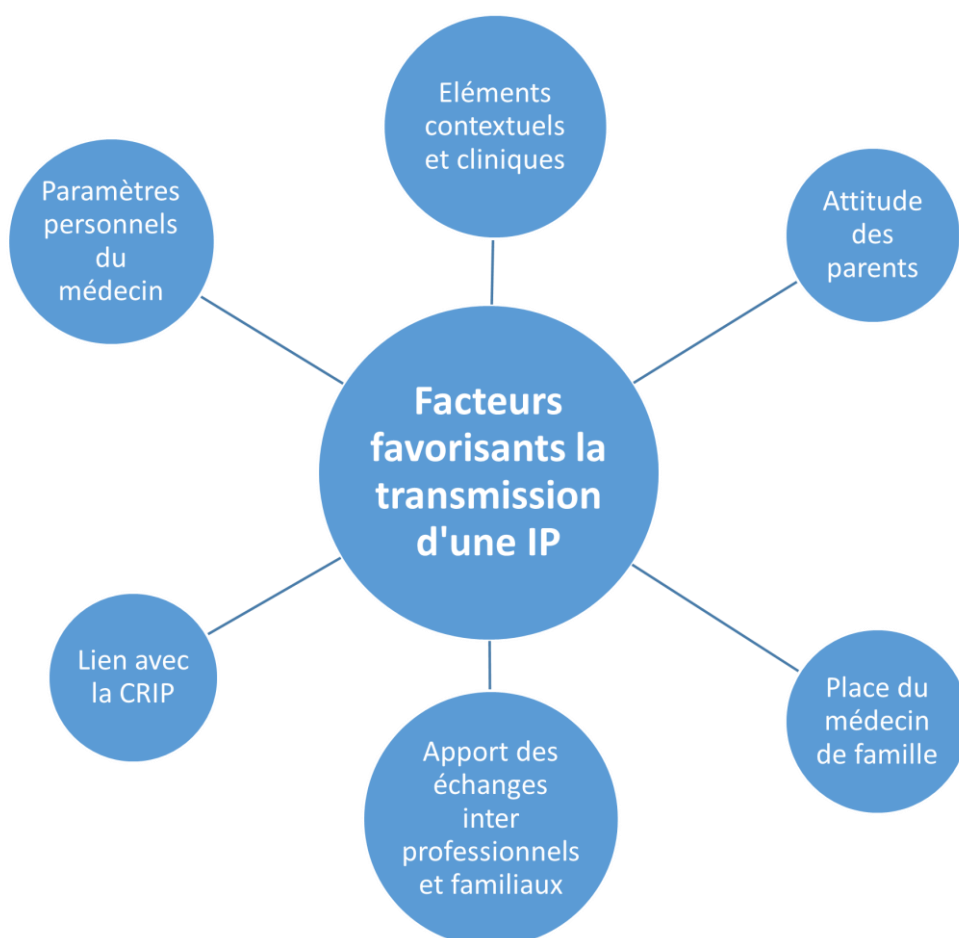 Eléments
contextuels
et cliniques
Paramètres
personnels
du
médecin
Attitude
des
parents
Facteurs
favorisants la
transmission
d'une IP
Lien avec
la CRIP
Place du
médecin
de famille
Apport des
échanges
inter
professionnels
et familiaux